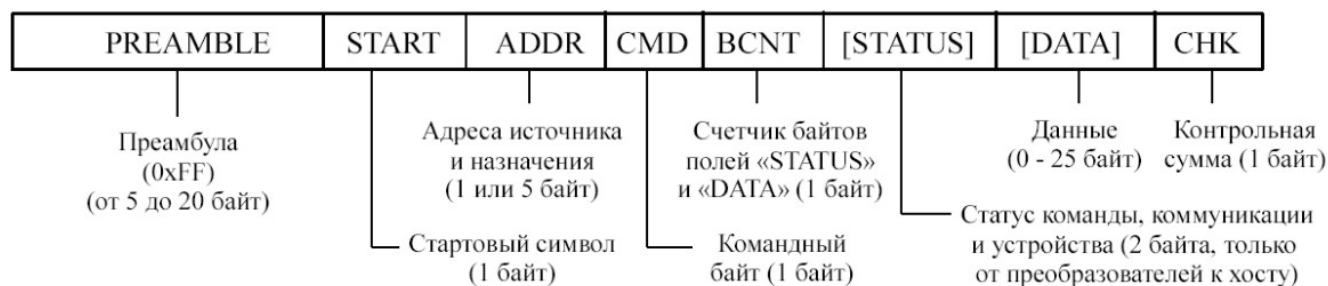 PREAMBLE START ADDR CMD BCNT [STATUS] [DATA] CHK
Преамбула
(0xFF)
(от 5 до 20 байт)
Стартовый символ
(1 байт)
Адреса источника
и назначения
(1 или 5 байт)
Командный
байт (1 байт)
Счетчик байтов
полей «STATUS»
и «DATA» (1 байт)
Статус команды, коммуникации
и устройства (2 байта, только
от преобразователей к хосту)
Данные
(0 - 25 байт)
Контрольная
сумма (1 байт)